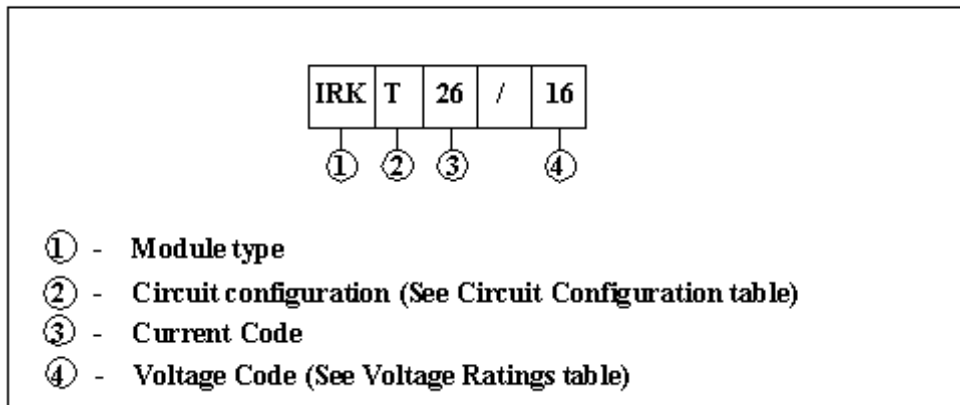 IRK T 26 / 16
① ② ③ ④
① - Module type
② - Circuit configuration (See Circuit Configuration table)
③ - Current Code
④ - Voltage Code (See Voltage Ratings table)